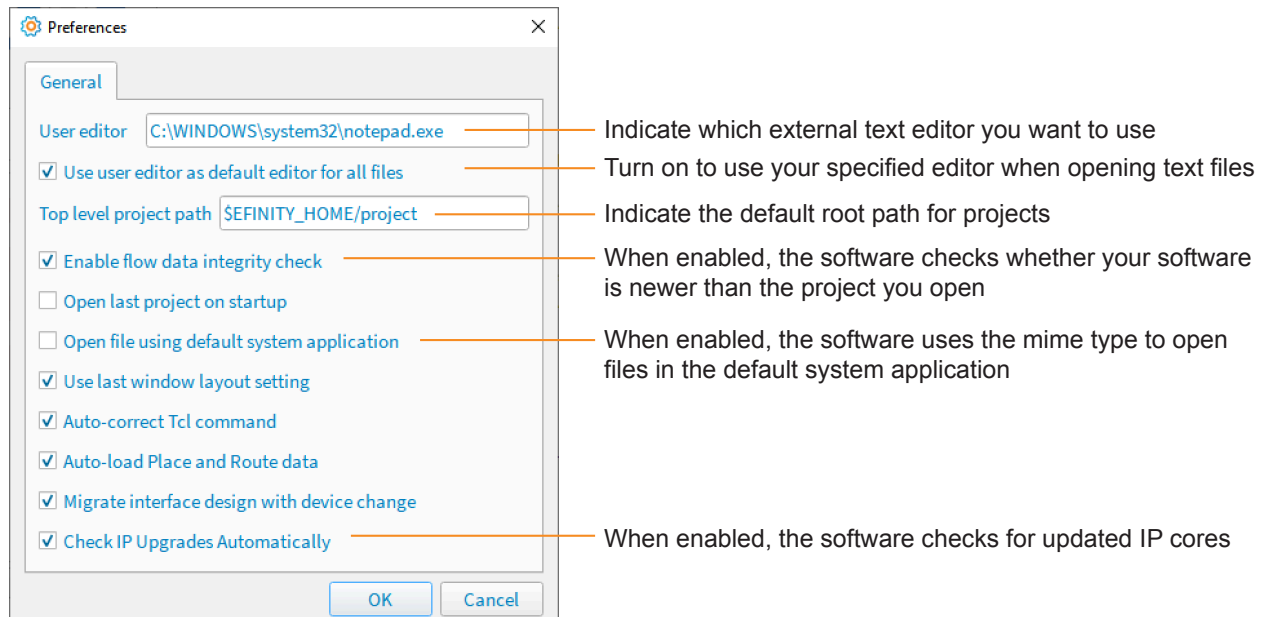 Preferences
General
User editor C:\WINDOWS\system32\notepad.exe
Indicate which external text editor you want to use
Use user editor as default editor for all files
Turn on to use your specified editor when opening text files
Top level project path $EFINITY_HOME/project
Indicate the default root path for projects
Enable flow data integrity check
When enabled, the software checks whether your software
is newer than the project you open
Open last project on startup
Open file using default system application
When enabled, the software uses the mime type to open
files in the default system application
Use last window layout setting
Auto-correct Tcl command
Auto-load Place and Route data
Migrate interface design with device change
Check IP Upgrades Automatically
When enabled, the software checks for updated IP cores
OK
Cancel